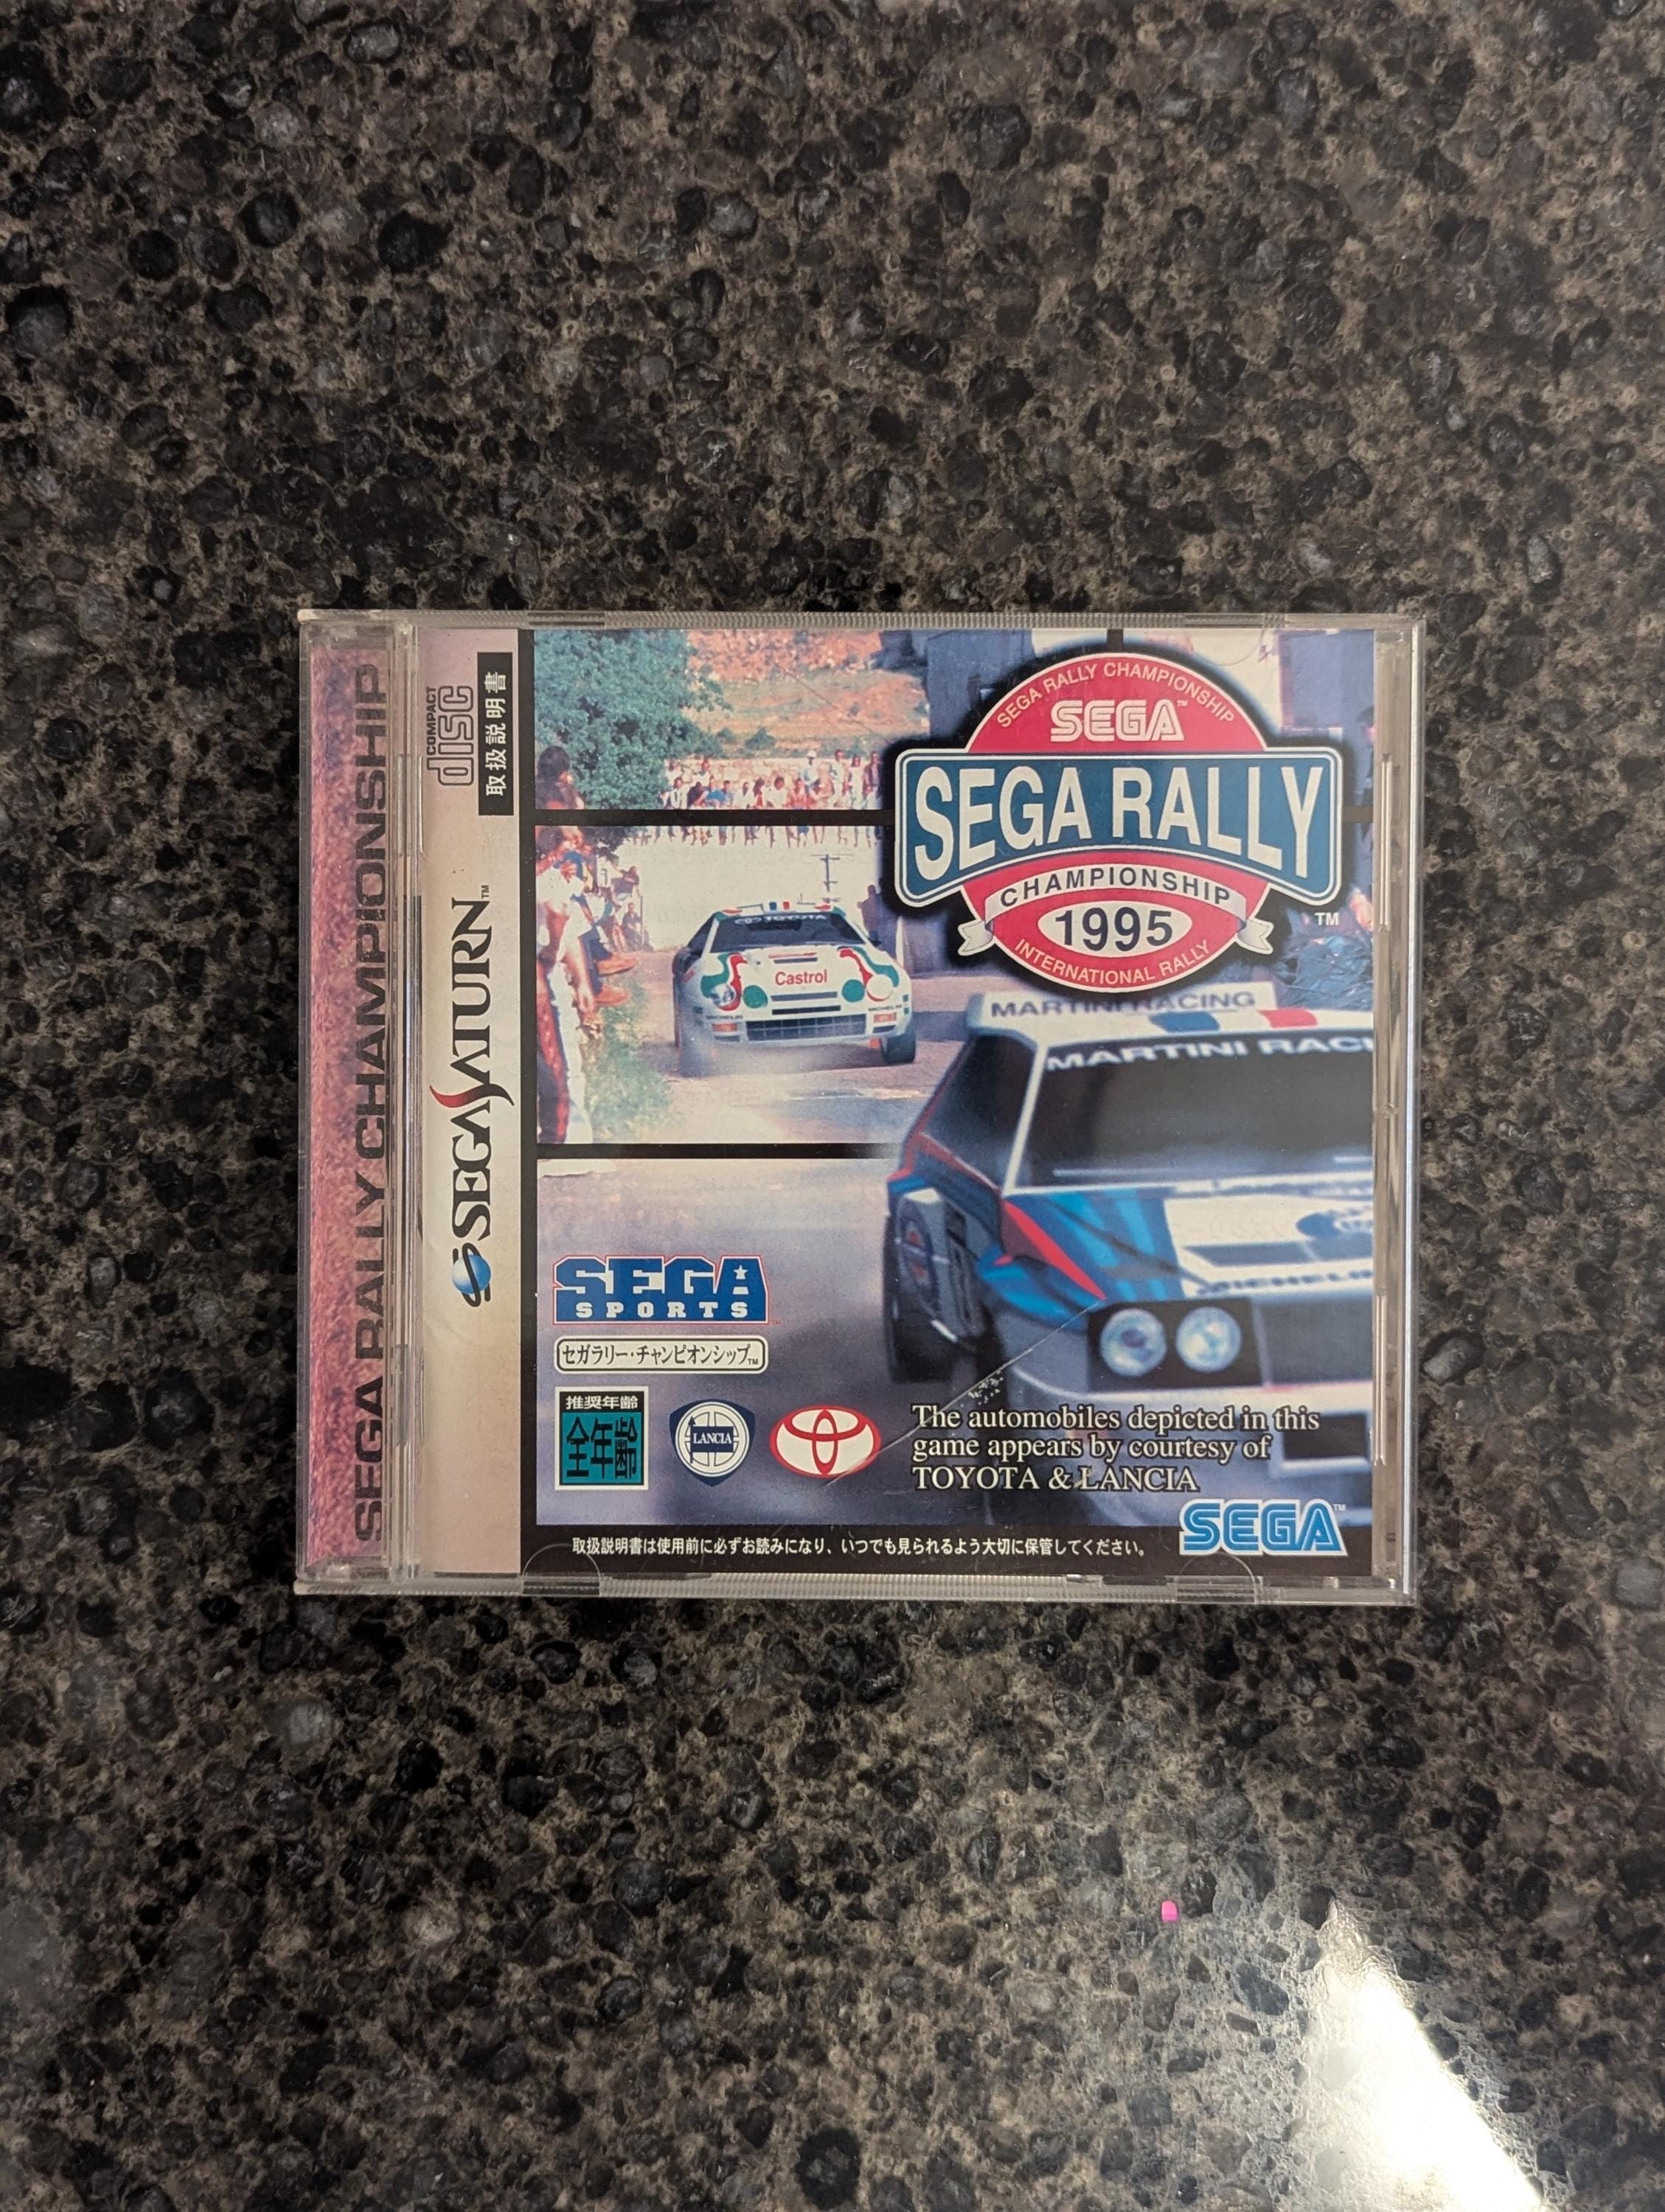 SEGA RALLY CHAMPIONSHIP
COMPACT
disc
取扱説明書
SEGA SATURN™
SEGA RALLY CHAMPIONSHIP
SEGA™
SEGA RALLY
CHAMPIONSHIP
1995
INTERNATIONAL RALLY
TM
TOYOTA
Castrol
MICHELIN
MICHELIN
MARTINI RACING
MARTINI RACI
MICHELIN
SEGA
SPORTS
セガラリー・チャンピオンシップ™
推奨年齢
全年齢
LANCIA
The automobiles depicted in this
game appears by courtesy of
TOYOTA & LANCIA
SEGA™
取扱説明書は使用前に必ずお読みになり、いつでも見られるよう大切に保管してください。